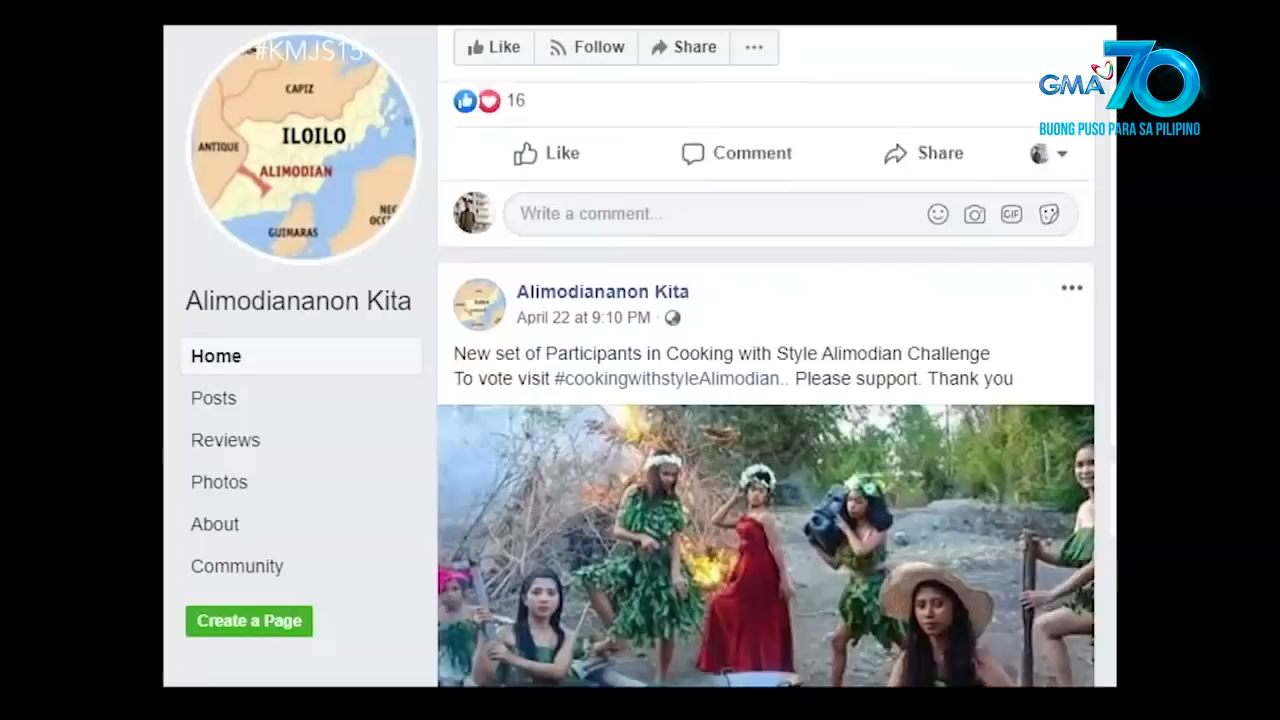 #KMJS15
GMA 70
BUONG PUSO PARA SA PILIPINO
CAPIZ
ILOILO
ANTIQUE
ALIMODIAN
GUIMARAS
Alimodiananon Kita
Home
Posts
Reviews
Photos
About
Community
Create a Page
Like Follow Share
16
Like Comment Share
Write a comment...
GIF
Alimodiananon Kita
April 22 at 9:10 PM
New set of Participants in Cooking with Style Alimodian Challenge
To vote visit #cookingwithstyleAlimodian.. Please support. Thank you